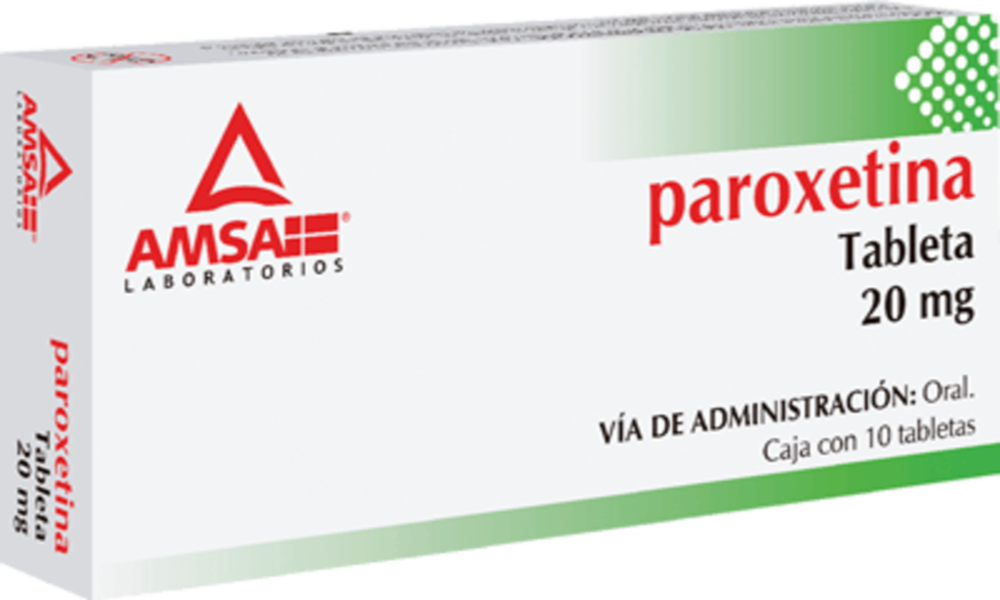 AMSA
LABORATORIOS
paroxetina
Tableta
20 mg
VÍA DE ADMINISTRACIÓN: Oral.
Caja con 10 tabletas
AMSA
LABORATORIOS
paroxetina
Tableta
20 mg